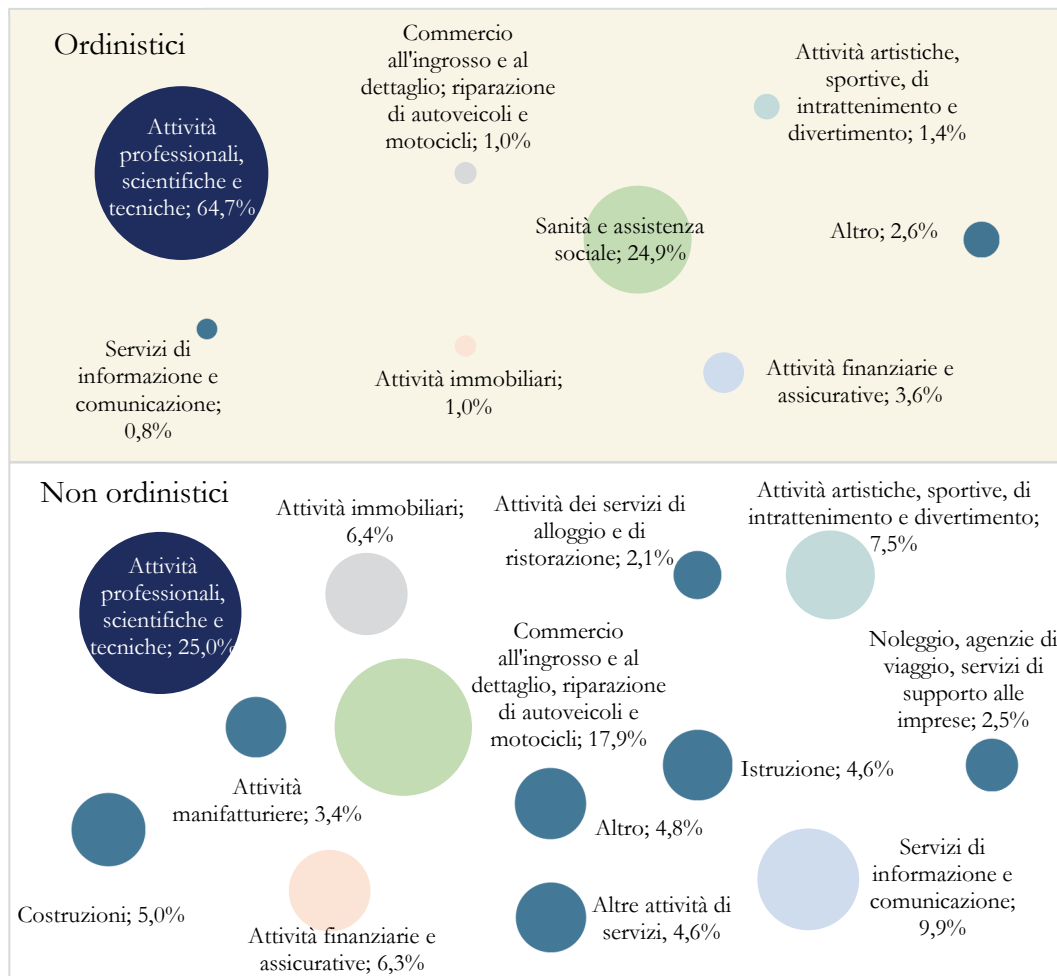 Ordinistici
Attività
professionali,
scientifiche e
tecniche; 64,7%
Commercio
all'ingrosso e al
dettaglio; riparazione
di autoveicoli e
motocicli; 1,0%
Attività artistiche,
sportive, di
intrattenimento e
divertimento; 1,4%
Sanità e assistenza
sociale; 24,9%
Altro; 2,6%
Servizi di
informazione e
comunicazione;
0,8%
Attività immobiliari;
1,0%
Attività finanziarie e
assicurative; 3,6%
Non ordinistici
Attività
professionali,
scientifiche e
tecniche; 25,0%
Attività immobiliari;
6,4%
Attività dei servizi di
alloggio e di
ristorazione; 2,1%
Attività artistiche, sportive, di
intrattenimento e divertimento;
7,5%
Commercio
all'ingrosso e al
dettaglio, riparazione
di autoveicoli e
motocicli; 17,9%
Noleggio, agenzie di
viaggio, servizi di
supporto alle
imprese; 2,5%
Attività
manifatturiere; 3,4%
Istruzione; 4,6%
Altro; 4,8%
Costruzioni; 5,0%
Attività finanziarie e
assicurative; 6,3%
Altre attività di
servizi, 4,6%
Servizi di
informazione e
comunicazione;
9,9%